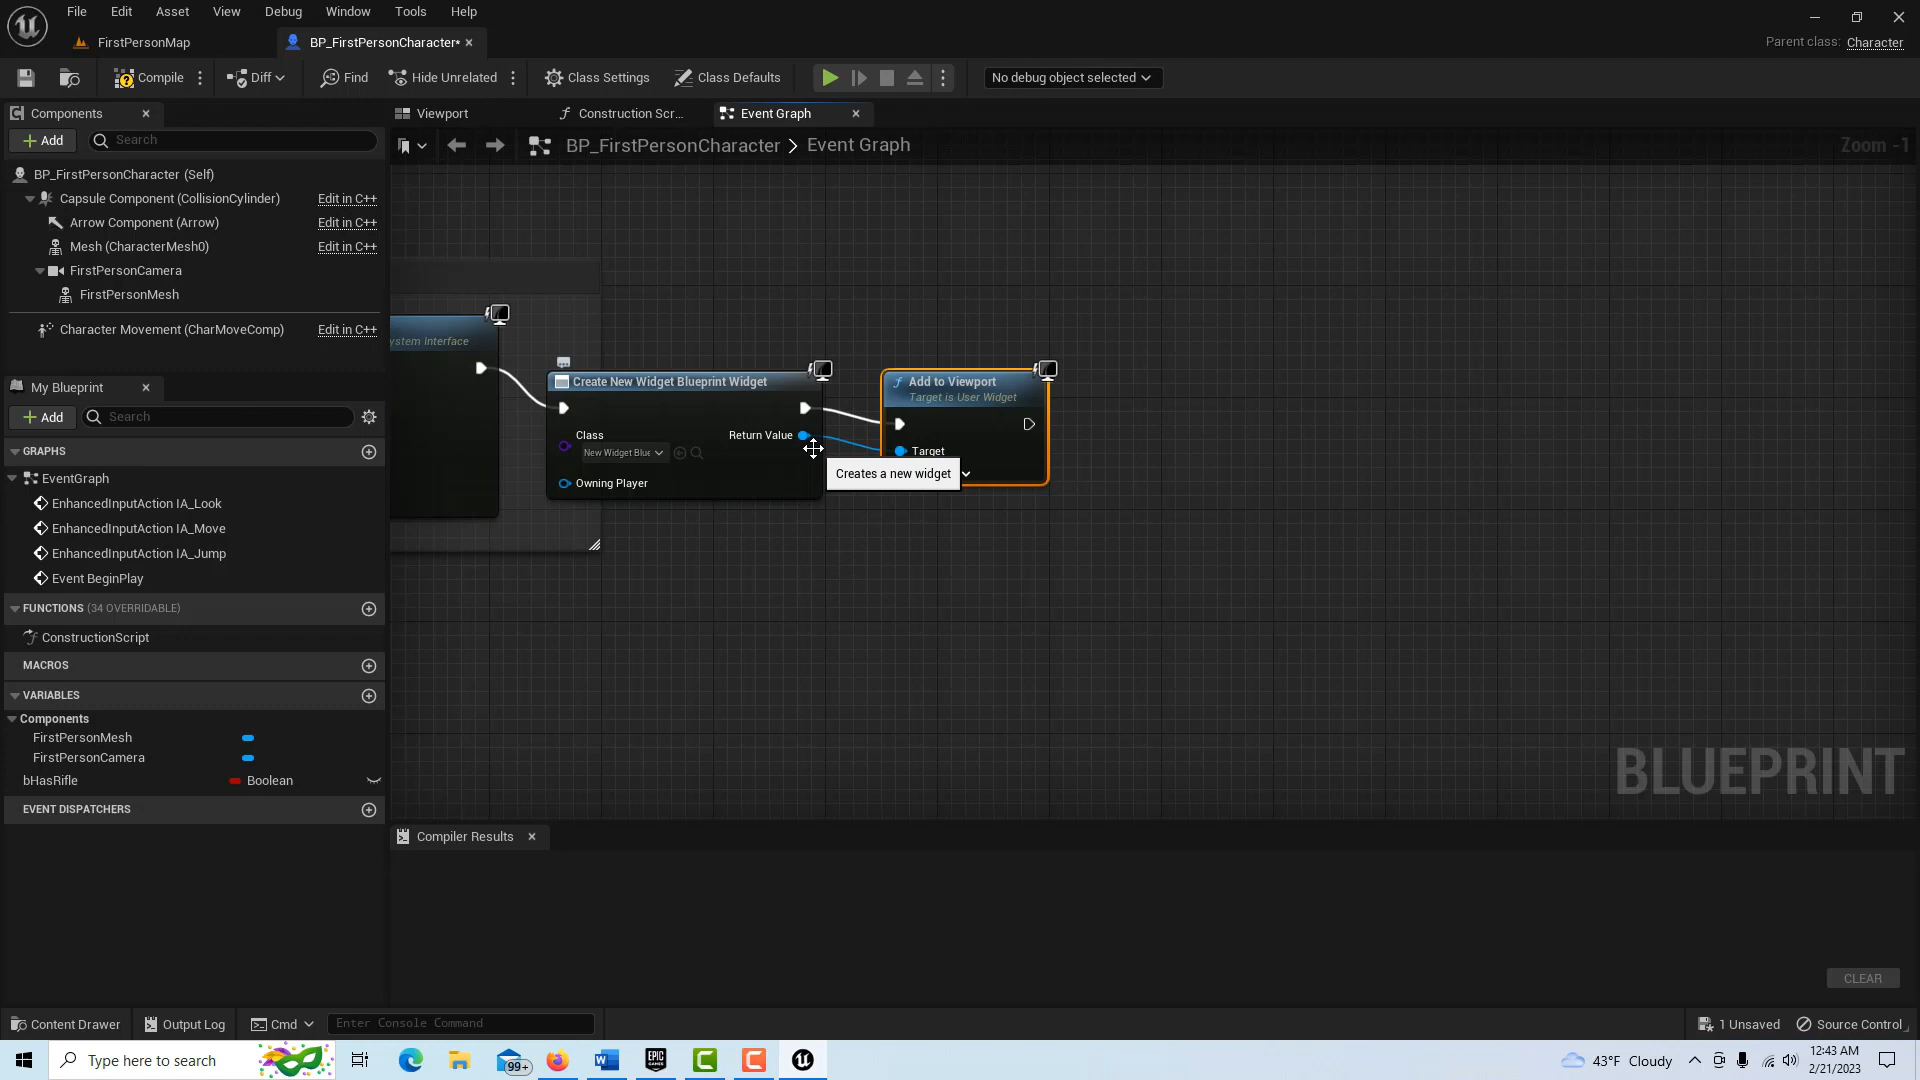 File Edit Asset View Debug Window Tools Help
FirstPersonMap
BP_FirstPersonCharacter*
Parent class: Character
Compile
Diff
Find
Hide Unrelated
Class Settings
Class Defaults
No debug object selected
Components
Viewport
Construction Scr...
Event Graph
Add
Search
BP_FirstPersonCharacter > Event Graph
Zoom -1
BP_FirstPersonCharacter (Self)
Capsule Component (CollisionCylinder) Edit in C++
Arrow Component (Arrow) Edit in C++
Mesh (CharacterMesh0) Edit in C++
FirstPersonCamera
FirstPersonMesh
Character Movement (CharMoveComp) Edit in C++
ystem Interface
Create New Widget Blueprint Widget
Class
New Widget Blue
Return Value
Owning Player
Add to Viewport
Target is User Widget
Target
Creates a new widget
My Blueprint
Add
Search
GRAPHS
EventGraph
EnhancedInputAction IA_Look
EnhancedInputAction IA_Move
EnhancedInputAction IA_Jump
Event BeginPlay
FUNCTIONS (34 OVERRIDABLE)
ConstructionScript
MACROS
VARIABLES
Components
FirstPersonMesh
FirstPersonCamera
bHasRifle Boolean
EVENT DISPATCHERS
BLUEPRINT
Compiler Results
CLEAR
Content Drawer
Output Log
Cmd
Enter Console Command
1 Unsaved
Source Control
Type here to search
99+
EPIC
GAMES
43°F Cloudy
12:43 AM
2/21/2023